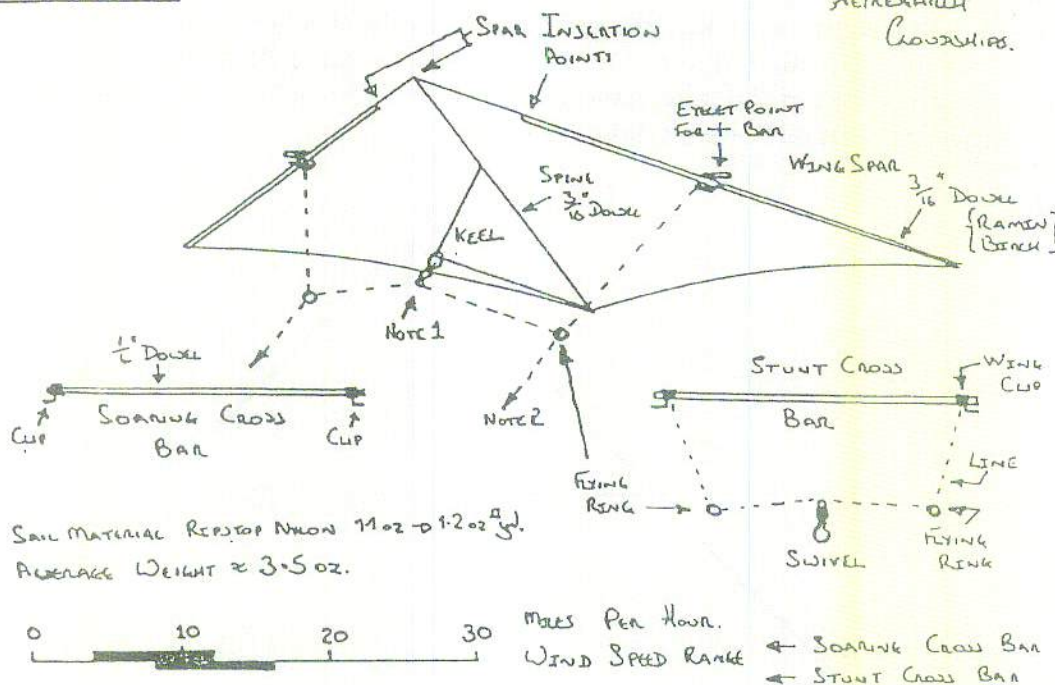 CLOUDSHIPS.
SPAR INSERTION
POINTS
EYELET POINT
FOR + BAR
WING SPAR
3/16" DOWEL
{RAMIN}
{BIRCH}
SPINE
3/16" DOWEL
KEEL
NOTE 1
NOTE 2
DOWEL
SOARING CROSS
BAR
CLIP
CLIP
STUNT CROSS
BAR
WING
CLIP
LINE
FLYING
RING
SWIVEL
FLYING
RING
SAIL MATERIAL RIPSTOP NYLON 1.2 oz
AVERAGE WEIGHT ≈ 3.5 oz.
0 10 20 30
MILES PER HOUR.
WIND SPEED RANGE
SOARING CROSS BAR
STUNT CROSS BAR